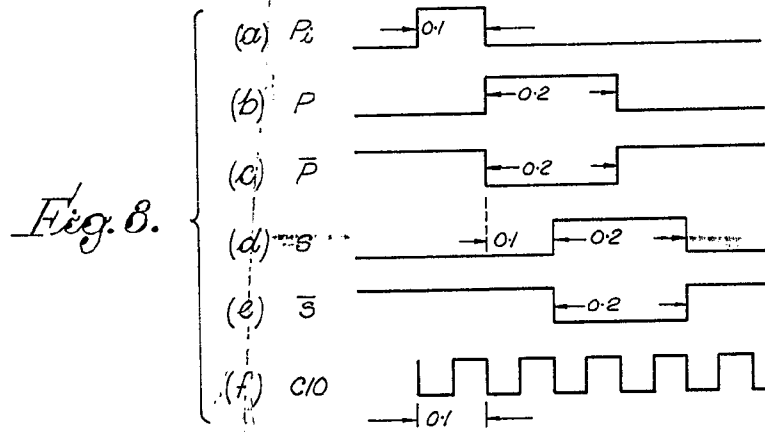 (a) Pi 0.1
(b) P 0.2
Fig. 8. (c) P̅ 0.2
(d) s 0.1 0.2
(e) s̅ 0.2
(f) C10
0.1